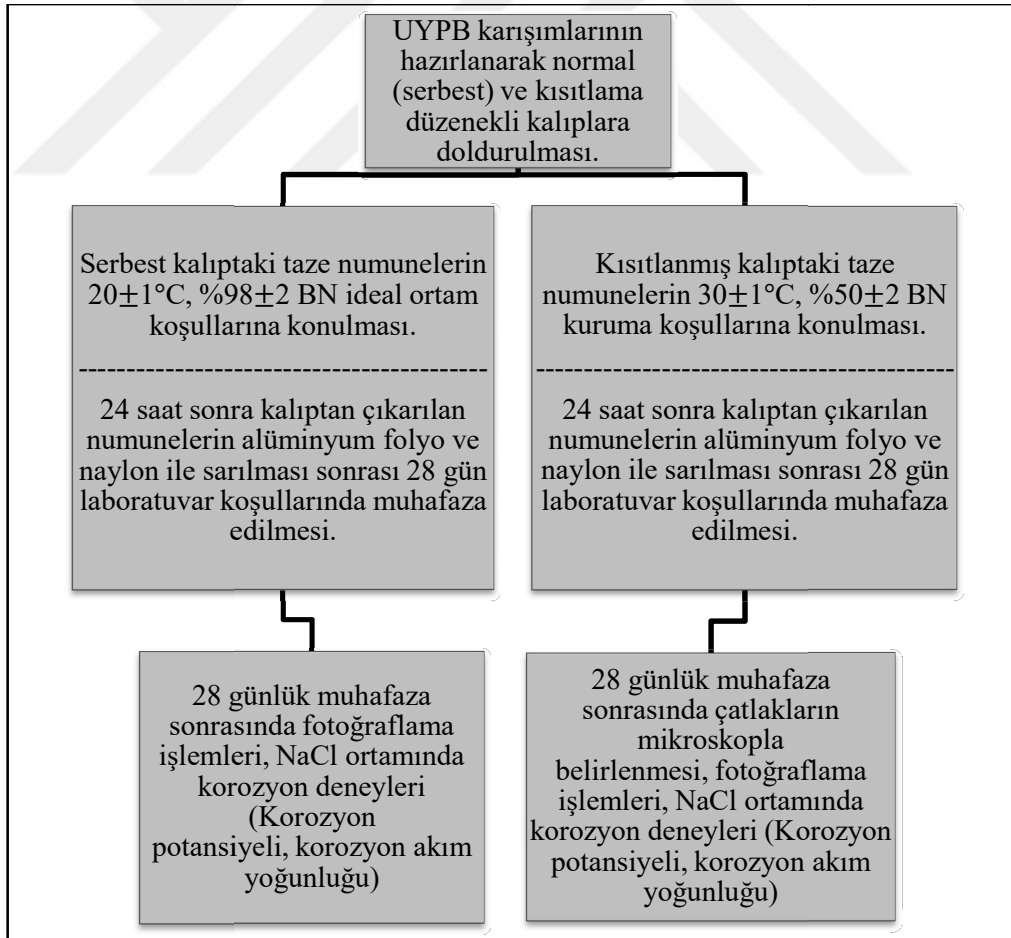 UYPB karışımlarının
hazırlanarak normal
(serbest) ve kısıtlama
düzenekli kalıplara
doldurulması.
Serbest kalıptaki taze numunelerin
20±1°C, %98±2 BN ideal ortam
koşullarına konulması.
------------------------------------------------
24 saat sonra kalıptan çıkarılan
numunelerin alüminyum folyo ve
naylon ile sarılması sonrası 28 gün
laboratuvar koşullarında muhafaza
edilmesi.
Kısıtlanmış kalıptaki taze
numunelerin 30±1°C, %50±2 BN
kuruma koşullarına konulması.
------------------------------------------------
24 saat sonra kalıptan çıkarılan
numunelerin alüminyum folyo ve
naylon ile sarılması sonrası 28 gün
laboratuvar koşullarında muhafaza
edilmesi.
28 günlük muhafaza
sonrasında fotoğraflama
işlemleri, NaCl ortamında
korozyon deneyleri
(Korozyon
potansiyeli, korozyon akım
yoğunluğu)
28 günlük muhafaza
sonrasında çatlakların
mikroskopla
belirlenmesi, fotoğraflama
işlemleri, NaCl ortamında
korozyon deneyleri (Korozyon
potansiyeli, korozyon akım
yoğunluğu)